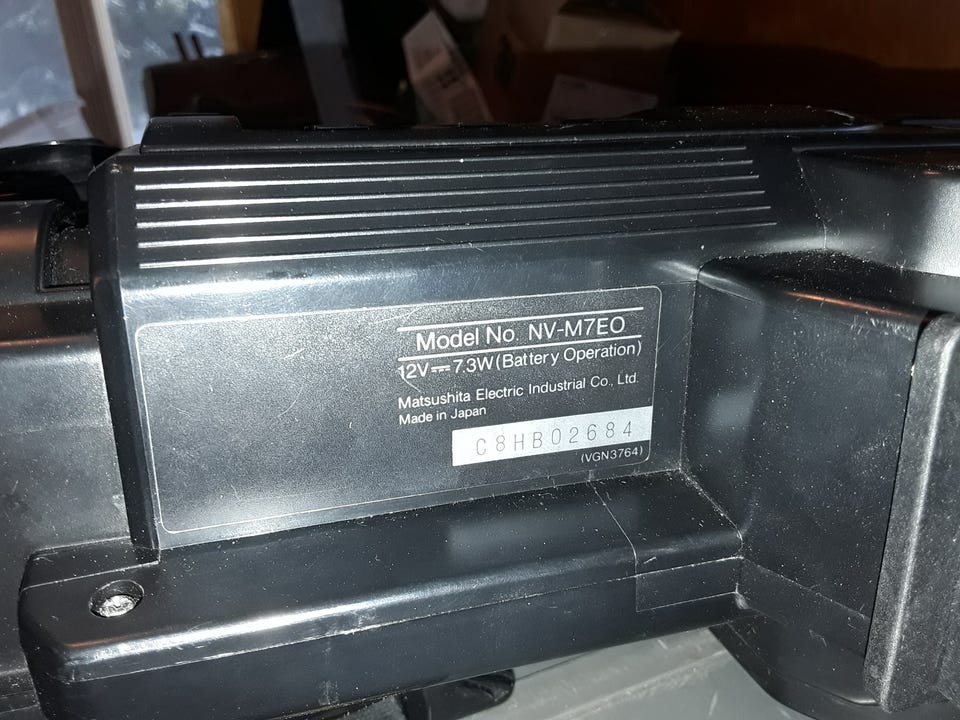 Model No. NV-M7EO
12V⎓7.3W(Battery Operation)
Matsushita Electric Industrial Co., Ltd.
Made in Japan
C8HB02684
(VGN3764)